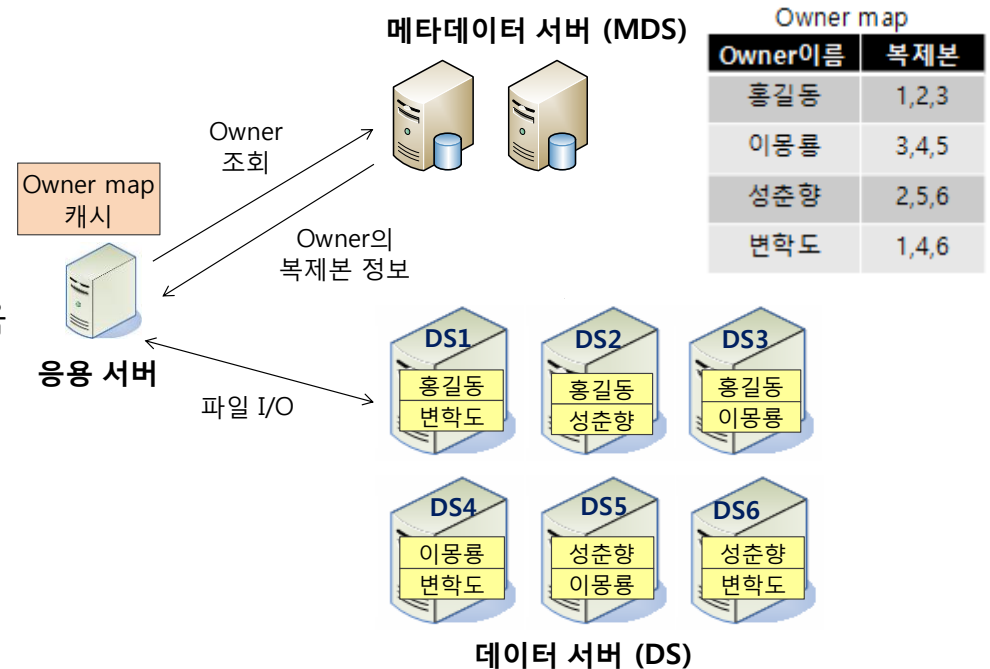 메타데이터 서버 (MDS)
Owner map
Owner이름 복제본
홍길동 1,2,3
이몽룡 3,4,5
성춘향 2,5,6
변학도 1,4,6
Owner
조회
Owner map
캐시
Owner의
복제본 정보
응용 서버
파일 I/O
DS1
홍길동
변학도
DS2
홍길동
성춘향
DS3
홍길동
이몽룡
DS4
이몽룡
변학도
DS5
성춘향
이몽룡
DS6
성춘향
변학도
데이터 서버 (DS)